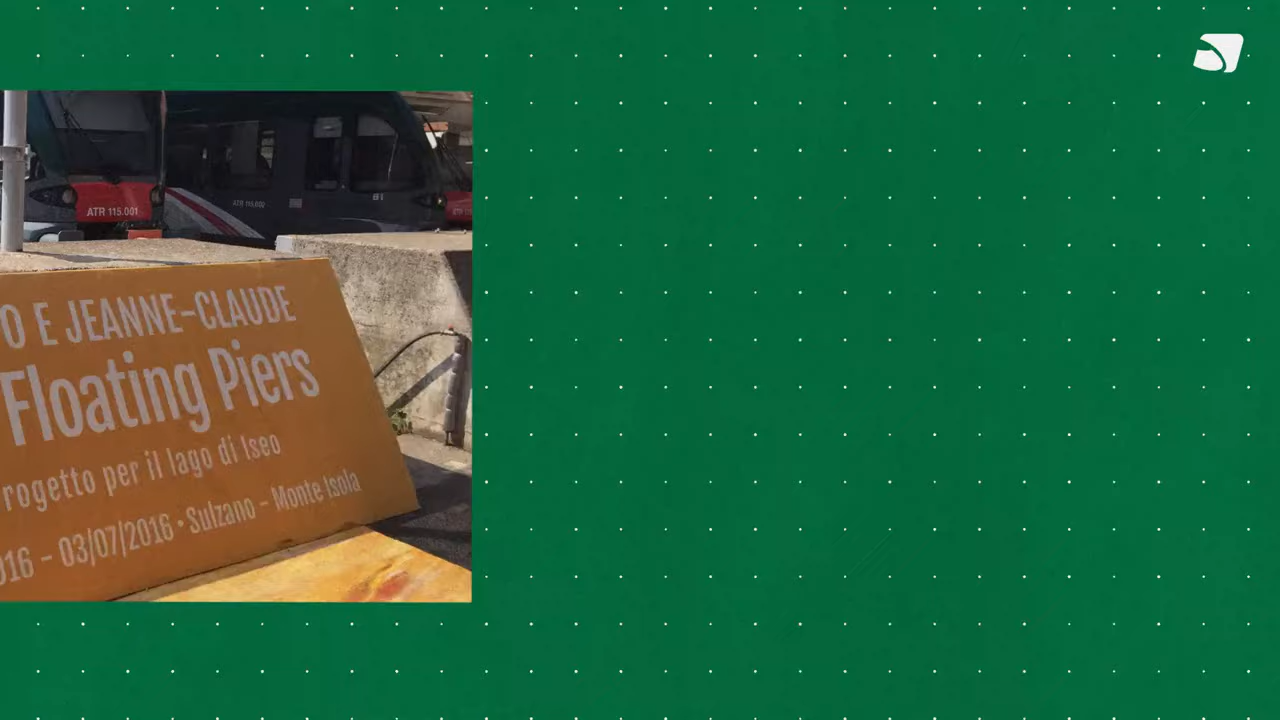 ATR 115.001
ATR 115.002
O E JEANNE-CLAUDE
Floating Piers
rogetto per il lago di Iseo
016 - 03/07/2016 • Sulzano - Monte Isola